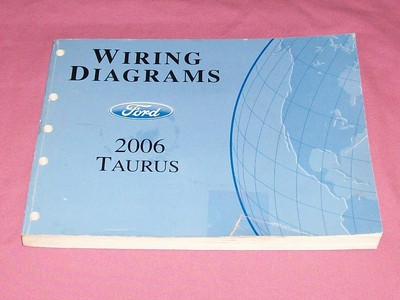 WIRING
DIAGRAMS
Ford
2006
TAURUS